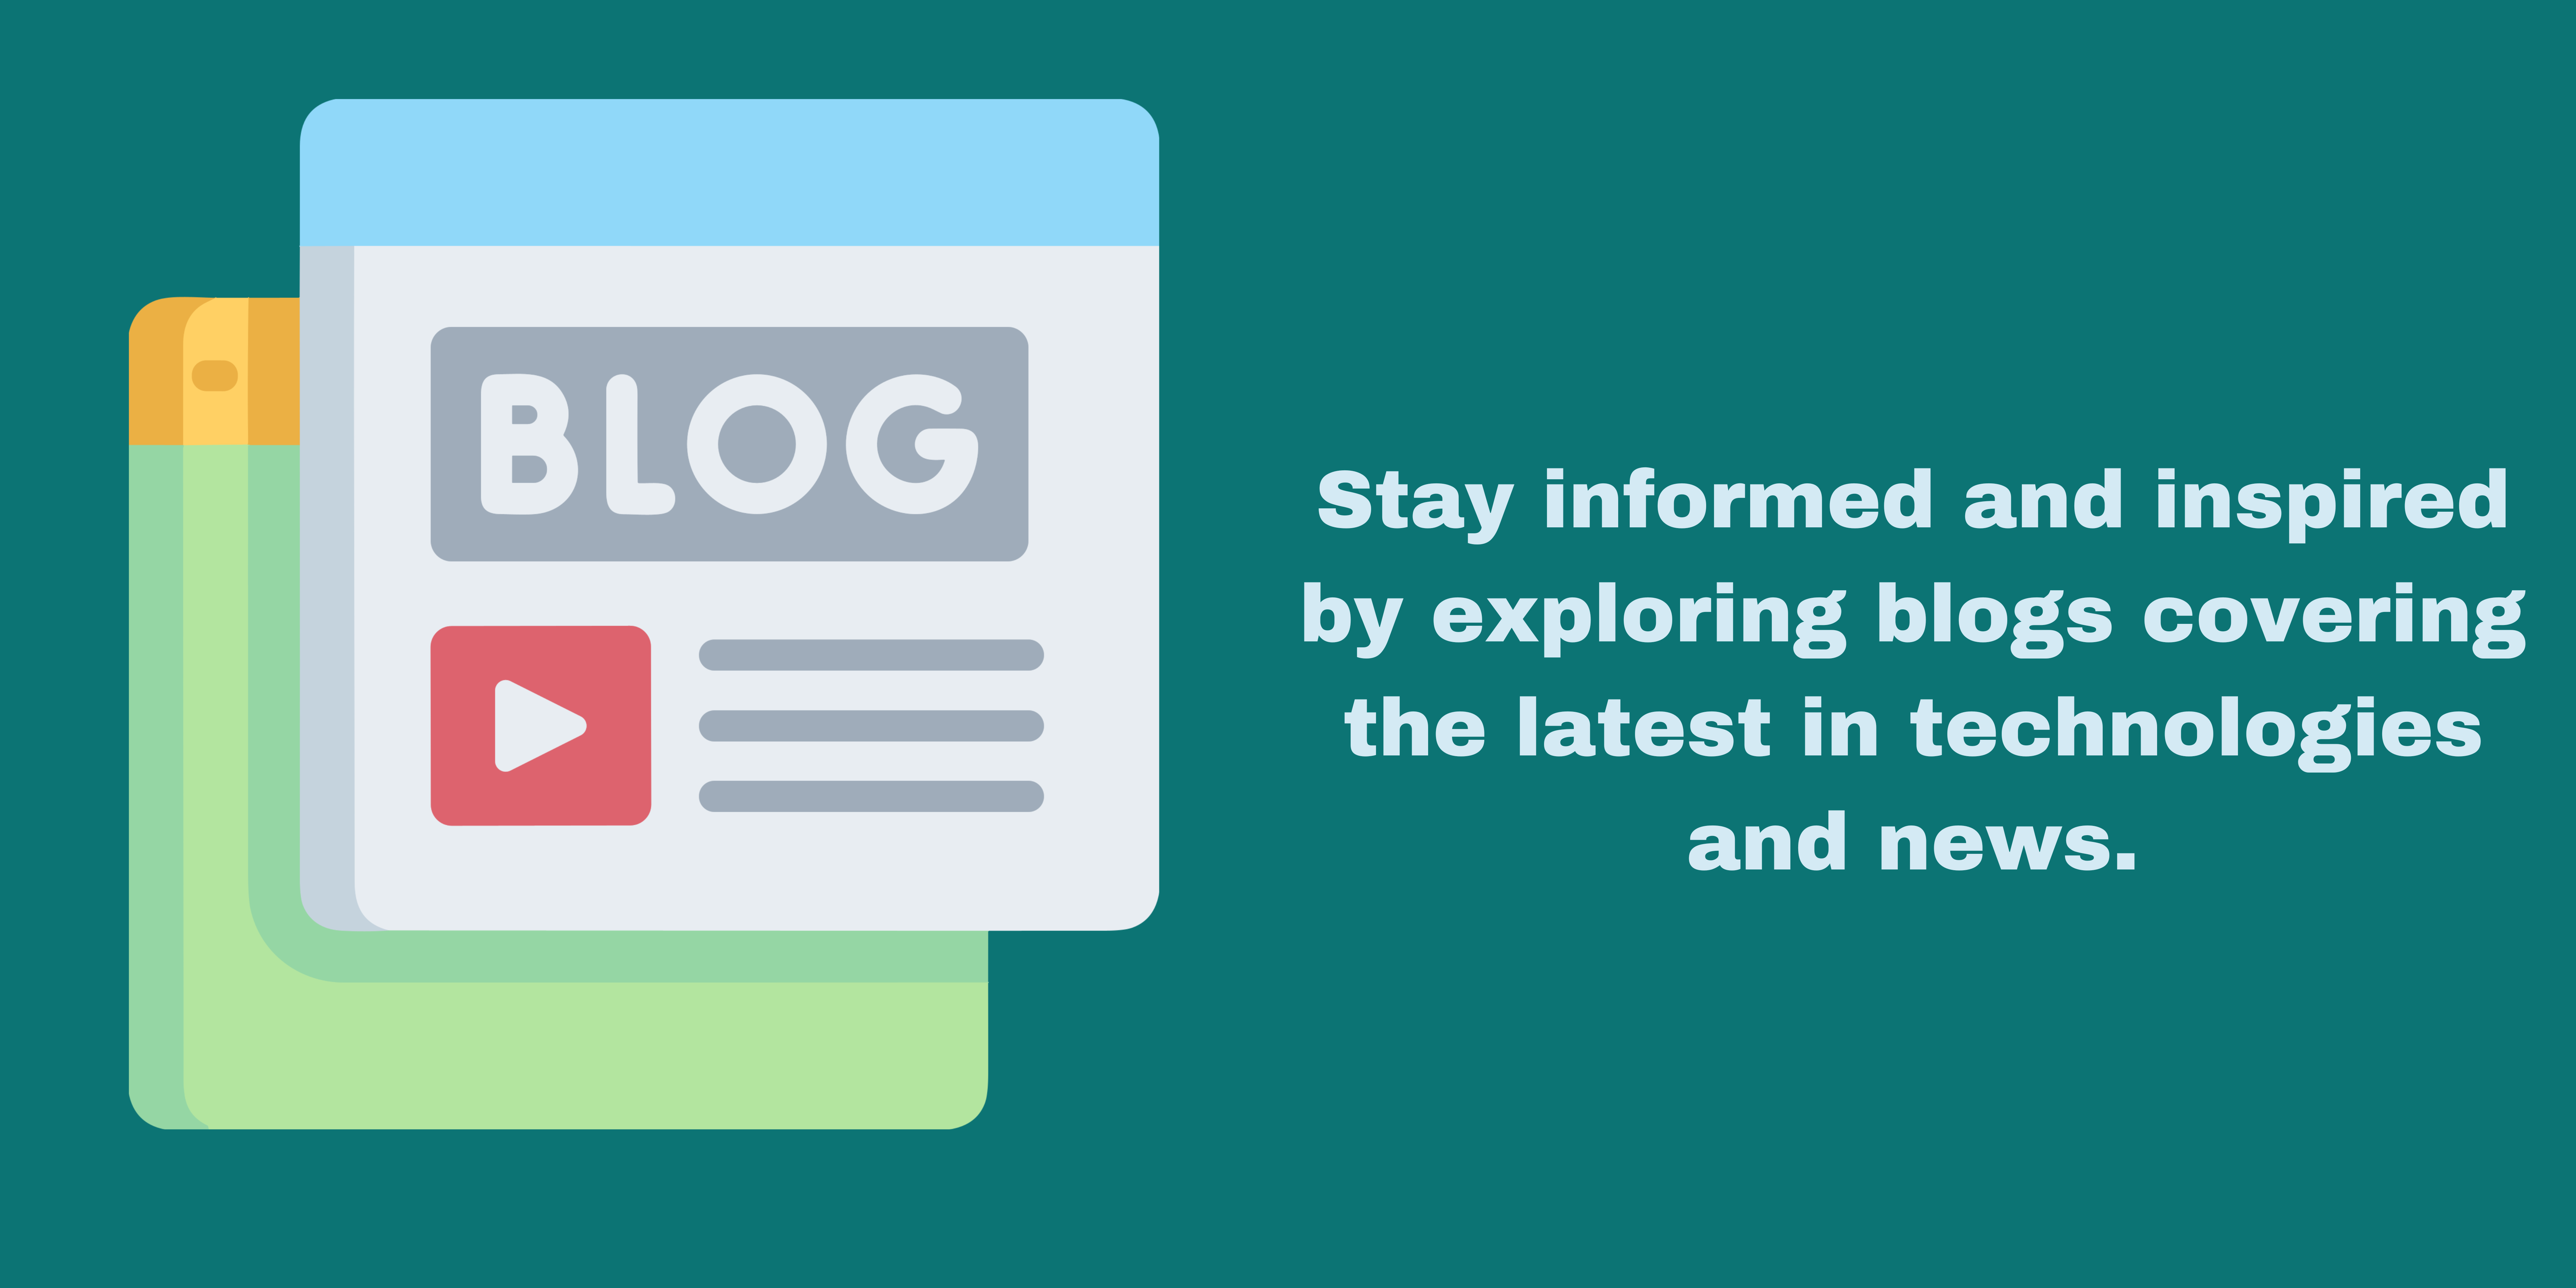 BLOG
Stay informed and inspired
by exploring blogs covering
the latest in technologies
and news.